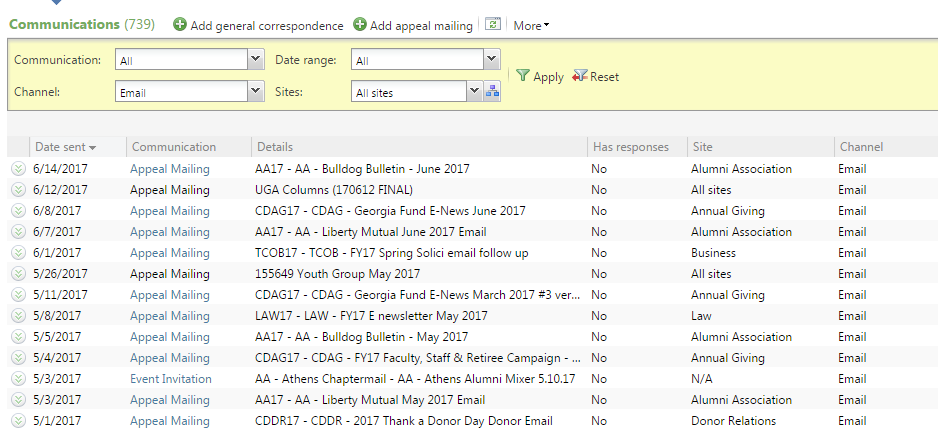 Communications (739) Add general correspondence Add appeal mailing More
Communication: All Date range: All
Apply Reset
Channel: Email Sites: All sites
Date sent Communication Details Has responses Site Channel
6/14/2017 Appeal Mailing AA17 - AA - Bulldog Bulletin - June 2017 No Alumni Association Email
6/12/2017 Appeal Mailing UGA Columns (170612 FINAL) No All sites Email
6/8/2017 Appeal Mailing CDAG17 - CDAG - Georgia Fund E-News June 2017 No Annual Giving Email
6/7/2017 Appeal Mailing AA17 - AA - Liberty Mutual June 2017 Email No Alumni Association Email
6/1/2017 Appeal Mailing TCOB17 - TCOB - FY17 Spring Solici email follow up No Business Email
5/26/2017 Appeal Mailing 155649 Youth Group May 2017 No All sites Email
5/11/2017 Appeal Mailing CDAG17 - CDAG - Georgia Fund E-News March 2017 #3 ver... No Annual Giving Email
5/8/2017 Appeal Mailing LAW17 - LAW - FY17 E newsletter May 2017 No Law Email
5/5/2017 Appeal Mailing AA17 - AA - Bulldog Bulletin - May 2017 No Alumni Association Email
5/4/2017 Appeal Mailing CDAG17 - CDAG - FY17 Faculty, Staff & Retiree Campaign - ... No Annual Giving Email
5/3/2017 Event Invitation AA - Athens Chaptermail - AA - Athens Alumni Mixer 5.10.17 No N/A Email
5/3/2017 Appeal Mailing AA17 - AA - Liberty Mutual May 2017 Email No Alumni Association Email
5/1/2017 Appeal Mailing CDDR17 - CDDR - 2017 Thank a Donor Day Donor Email No Donor Relations Email